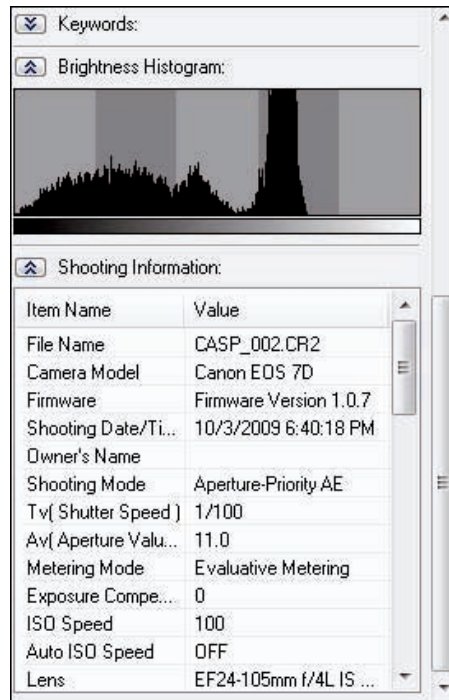 Keywords:
Brightness Histogram:
Shooting Information:
Item Name Value
File Name CASP_002.CR2
Camera Model Canon EOS 7D
Firmware Firmware Version 1.0.7
Shooting Date/Ti... 10/3/2009 6:40:18 PM
Owner's Name
Shooting Mode Aperture-Priority AE
Tv( Shutter Speed ) 1/100
Av( Aperture Valu... 11.0
Metering Mode Evaluative Metering
Exposure Compe... 0
ISO Speed 100
Auto ISO Speed OFF
Lens EF24-105mm f/4L IS ...